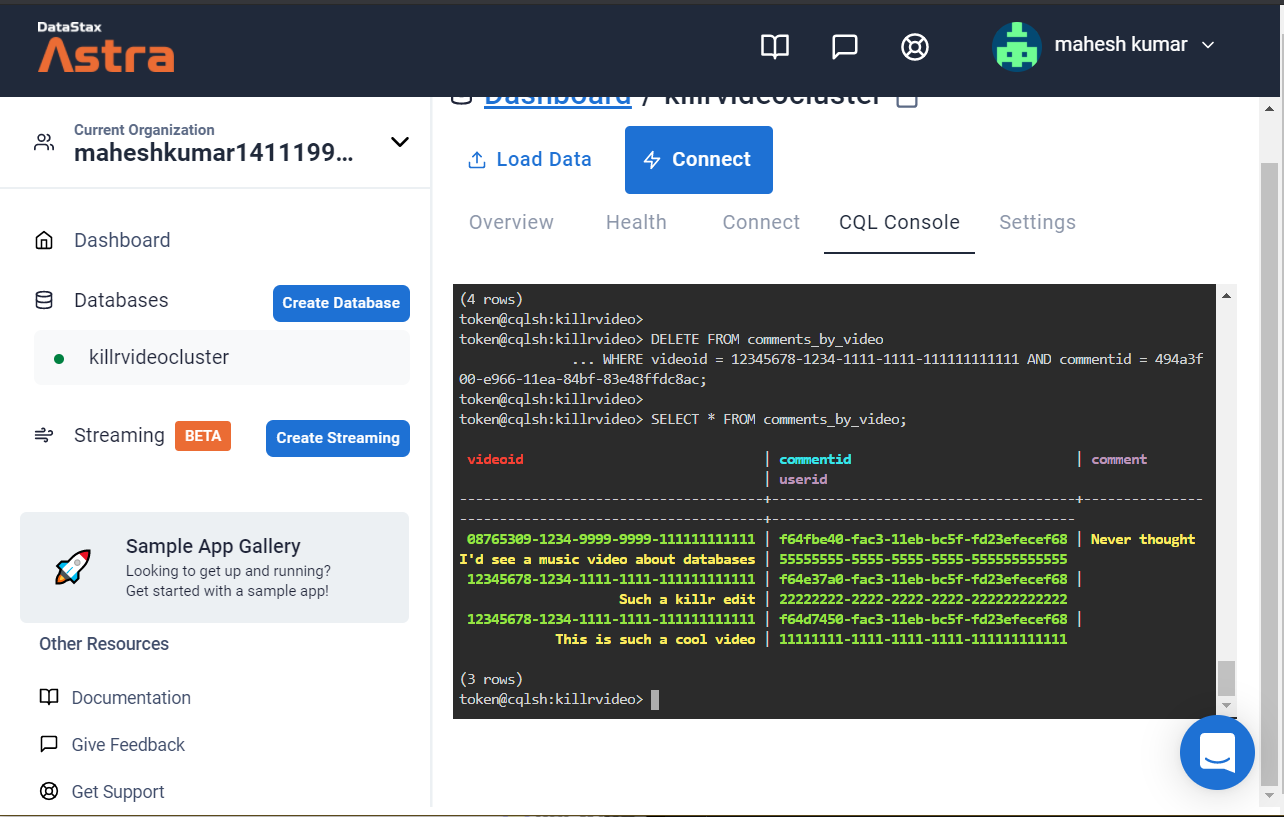 DataStax
Astra
mahesh kumar
Current Organization
maheshkumar1411199...
Dashboard
Databases
Create Database
killrvideocluster
Streaming BETA
Create Streaming
Sample App Gallery
Looking to get up and running?
Get started with a sample app!
Other Resources
Documentation
Give Feedback
Get Support
Dashboard / killrvideocluster
Load Data
Connect
Overview Health Connect CQL Console Settings
(4 rows)
token@cqlsh:killrvideo>
token@cqlsh:killrvideo> DELETE FROM comments_by_video
... WHERE videoid = 12345678-1234-1111-1111-111111111111 AND commentid = 494a3f
00-e966-11ea-84bf-83e48ffdc8ac;
token@cqlsh:killrvideo>
token@cqlsh:killrvideo> SELECT * FROM comments_by_video;
videoid | commentid | comment
| userid
--------------------------------------+--------------------------------------+---------------
--------------------------------------+--------------------------------------
08765309-1234-9999-9999-111111111111 | f64fbe40-fac3-11eb-bc5f-fd23efecef68 | Never thought
I'd see a music video about databases | 55555555-5555-5555-5555-555555555555
12345678-1234-1111-1111-111111111111 | f64e37a0-fac3-11eb-bc5f-fd23efecef68 |
Such a killr edit | 22222222-2222-2222-2222-222222222222
12345678-1234-1111-1111-111111111111 | f64d7450-fac3-11eb-bc5f-fd23efecef68 |
This is such a cool video | 11111111-1111-1111-1111-111111111111
(3 rows)
token@cqlsh:killrvideo>